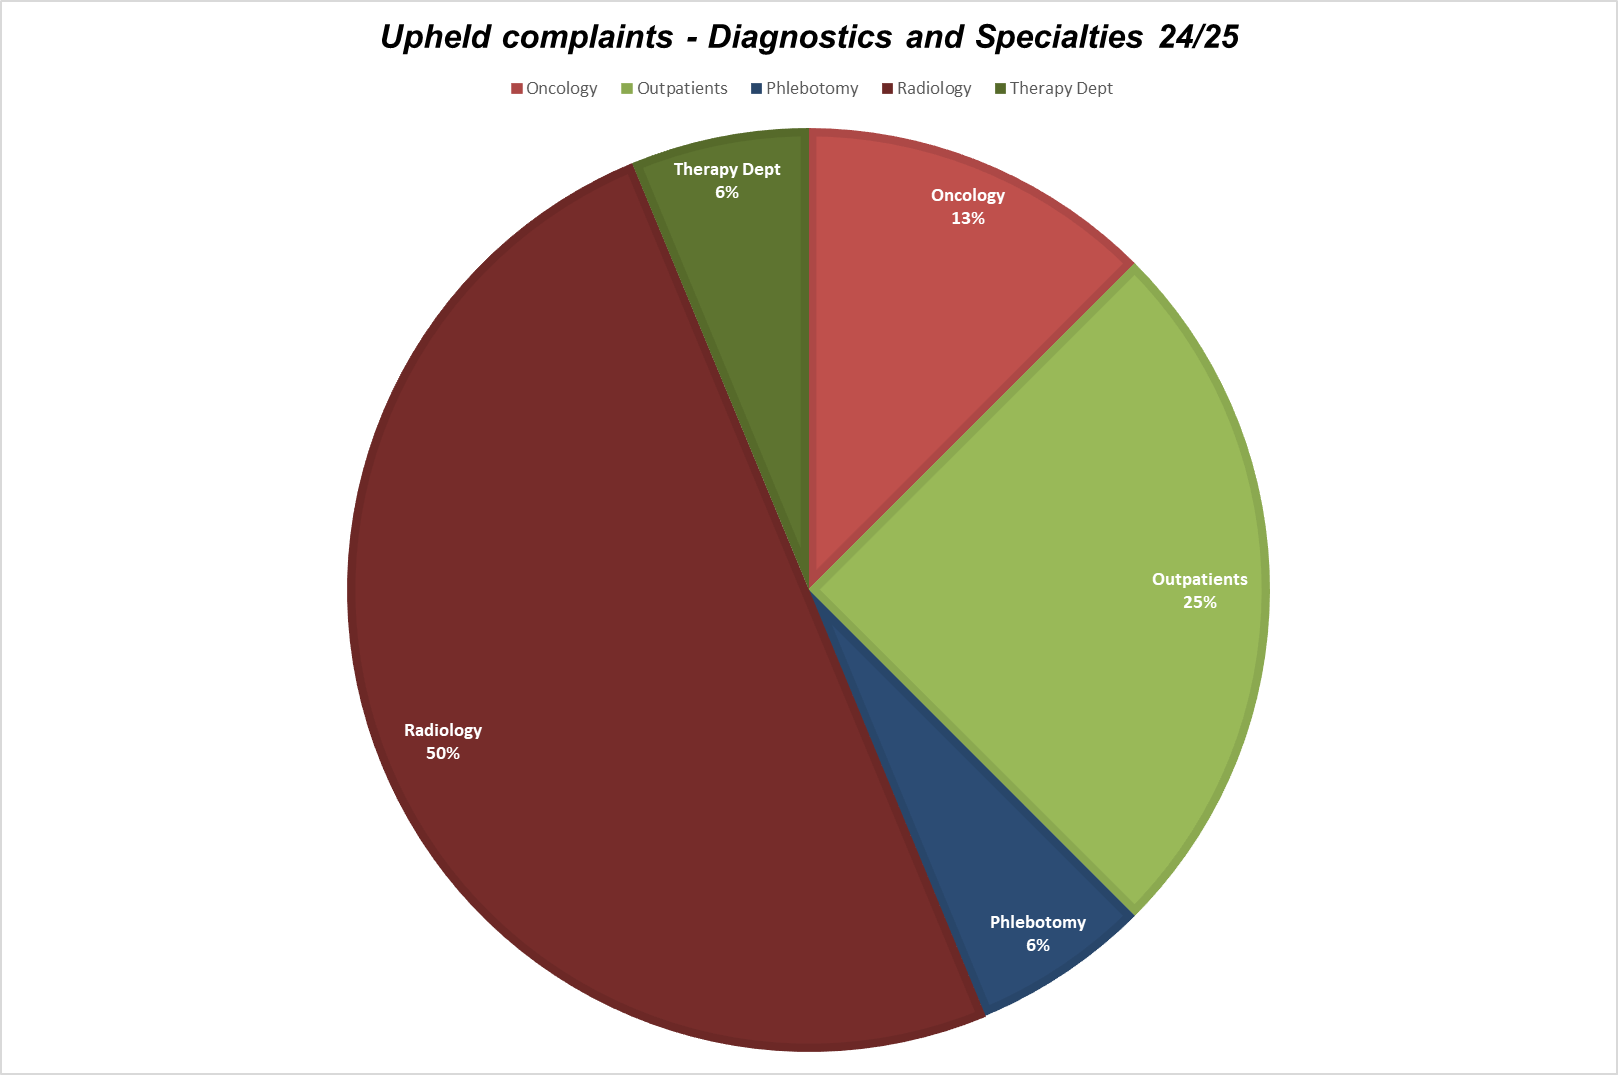 Upheld complaints - Diagnostics and Specialties 24/25
Oncology Outpatients Phlebotomy Radiology Therapy Dept
Therapy Dept
6%
Oncology
13%
Outpatients
25%
Radiology
50%
Phlebotomy
6%